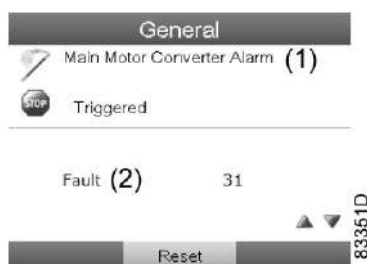 General
Main Motor Converter Alarm (1)
STOP
Triggered
Fault (2) 31
Reset
83351D